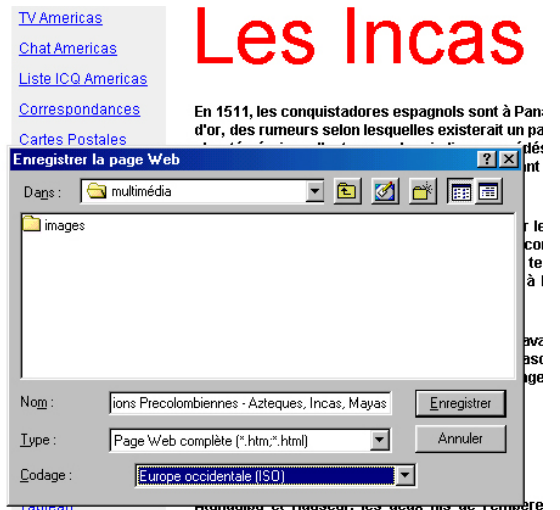 TV Americas
Chat Americas
Liste ICQ Americas
Correspondances
Cartes Postales
Les Incas
En 1511, les conquistadores espagnols sont à
d'or, des rumeurs selon lesquelles existerait un
Enregistrer la page Web
Dans :
multimédia
images
Nom :
ions Precolombiennes - Azteques, Incas, Mayas
Enregistrer
Type :
Page Web complète (*.htm;*.html)
Annuler
Codage :
Europe occidentale (ISO)